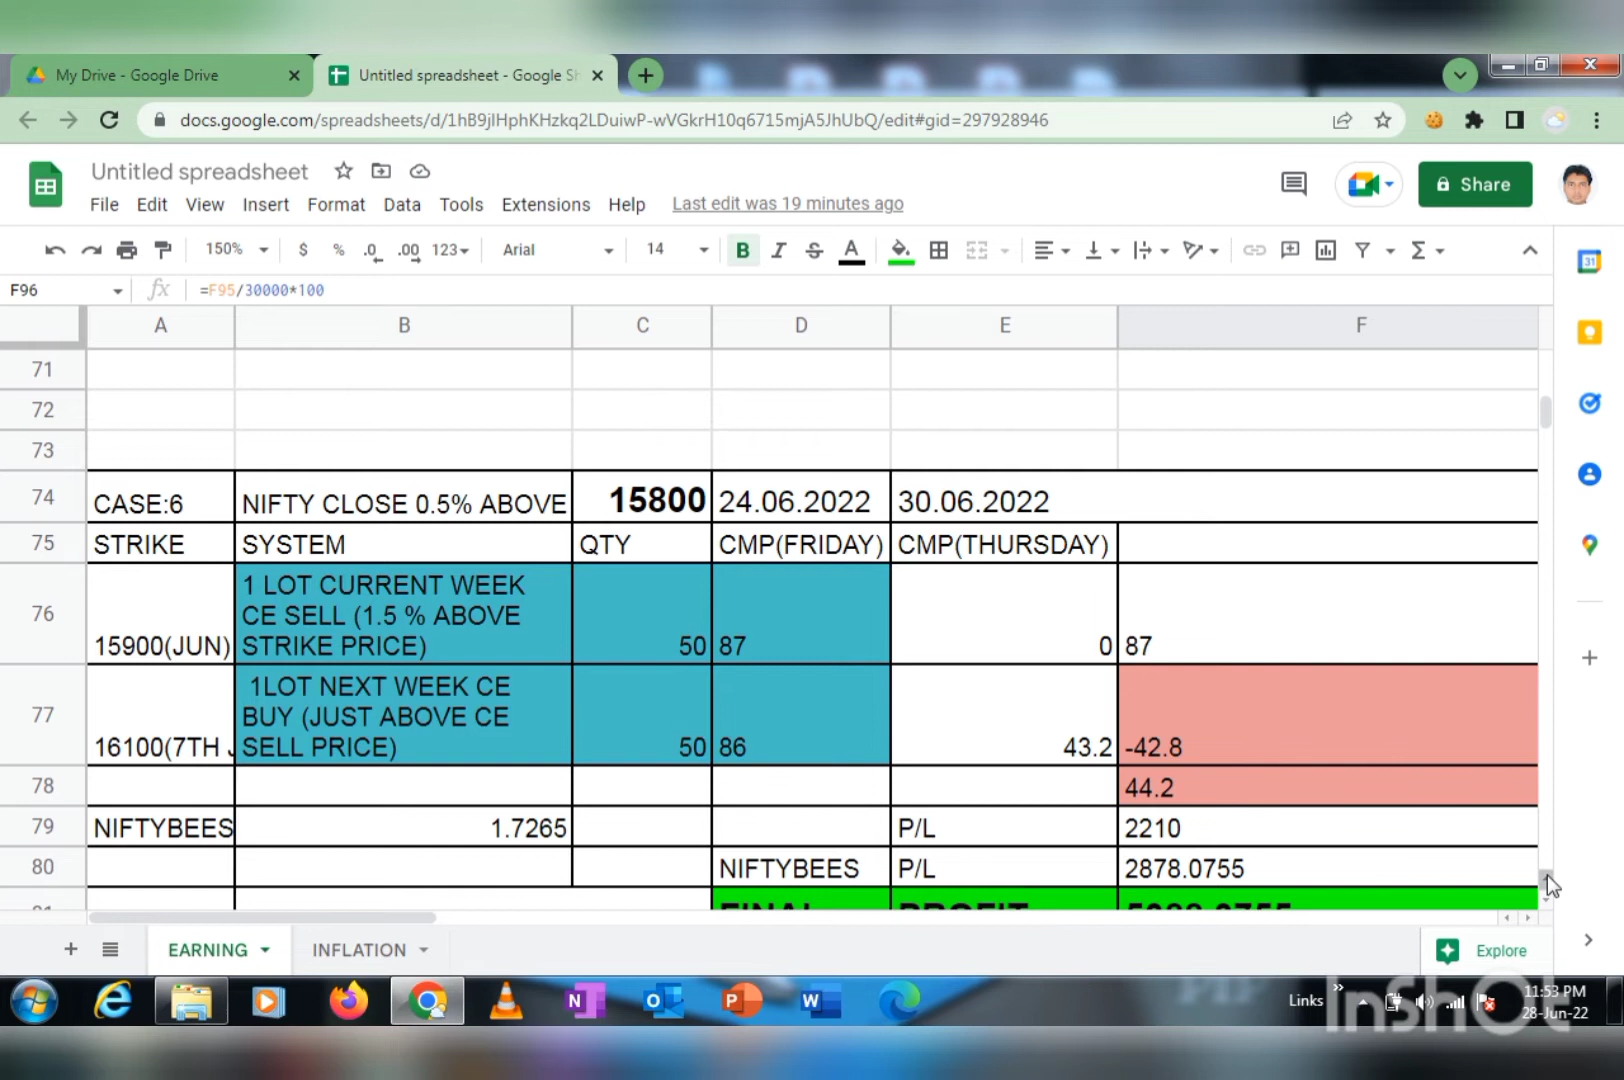 My Drive - Google Drive
Untitled spreadsheet - Google Sh
docs.google.com/spreadsheets/d/1hB9jIHphKHzkq2LDuiwP-wVGkrH10q6715mjA5JhUbQ/edit#gid=297928946
Untitled spreadsheet
Share
File Edit View Insert Format Data Tools Extensions Help Last edit was 19 minutes ago
150% $ % .0 .00 123 Arial 14 B I S A
F96 fx =F95/30000*100
A B C D E F
71
72
73
74 CASE:6 NIFTY CLOSE 0.5% ABOVE 15800 24.06.2022 30.06.2022
75 STRIKE SYSTEM QTY CMP(FRIDAY) CMP(THURSDAY)
1 LOT CURRENT WEEK
76 CE SELL (1.5 % ABOVE
15900(JUN) STRIKE PRICE) 50 87 0 87
1LOT NEXT WEEK CE
77 BUY (JUST ABOVE CE
16100(7TH SELL PRICE) 50 86 43.2 -42.8
78 44.2
79 NIFTYBEES 1.7265 P/L 2210
80 NIFTYBEES P/L 2878.0755
FINAL PROFIT 5088.0755
EARNING INFLATION Explore
Links 11:53 PM
28-Jun-22
InShOt